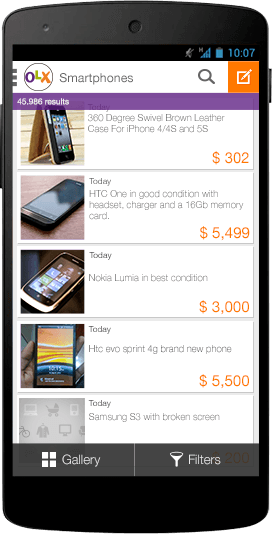 10:07
OLX Smartphones
45.986 results
Today
360 Degree Swivel Brown Leather
Case For iPhone 4/4S and 5S
$ 302
Today
HTC One in good condition with
headset, charger and a 16Gb memory
card.
$ 5,499
Today
Nokia Lumia in best condition
$ 3,000
Today
Htc evo sprint 4g brand new phone
$ 5,500
Today
Samsung S3 with broken screen
Gallery
Filters